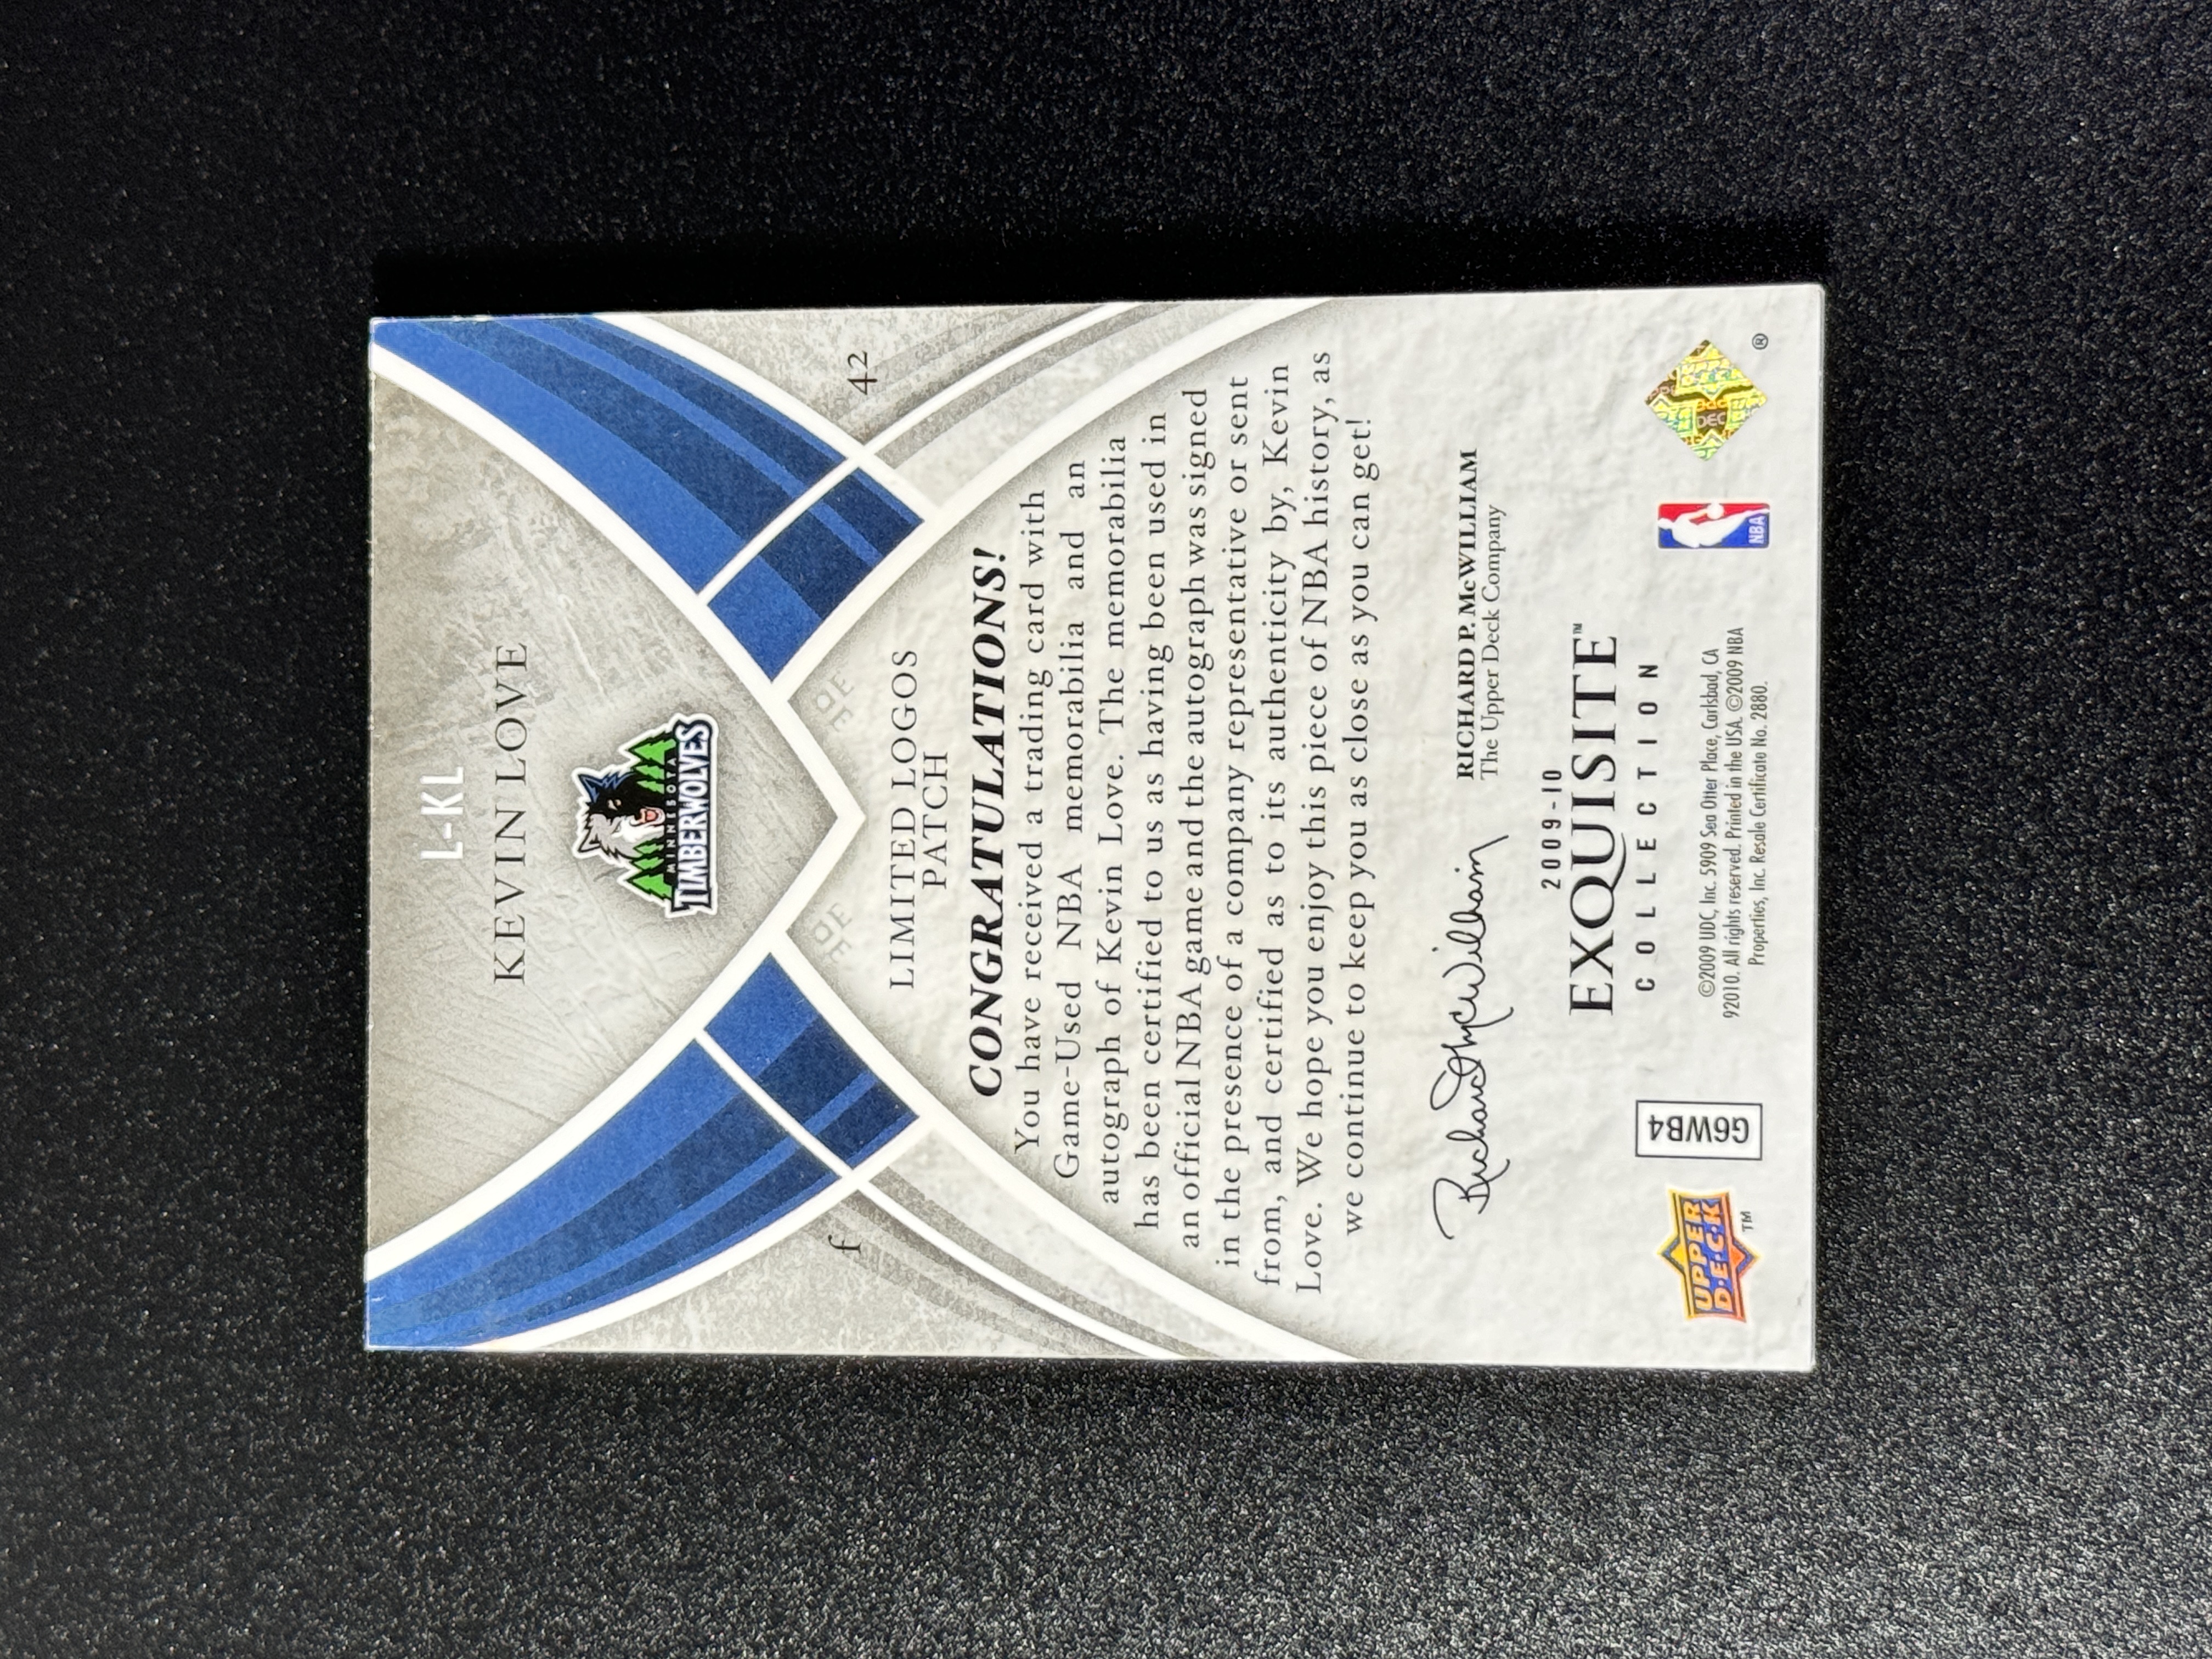 L-KL
KEVIN LOVE
MINNESOTA
TIMBERWOLVES
f
42
LIMITED LOGOS
PATCH
CONGRATULATIONS!
You have received a trading card with
Game-Used NBA memorabilia and an
autograph of Kevin Love. The memorabilia
has been certified to us as having been used in
an official NBA game and the autograph was signed
in the presence of a company representative or sent
from, and certified as to its authenticity by, Kevin
Love. We hope you enjoy this piece of NBA history, as
we continue to keep you as close as you can get!
Richard McWilliam
RICHARD P. McWILLIAM
The Upper Deck Company
2009-10
EXQUISITE™
COLLECTION
UPPER
D·E·C·K
™
G6WB4
©2009 UDC, Inc. 5909 Sea Otter Place, Carlsbad, CA
92010. All rights reserved. Printed in the USA. ©2009 NBA
Properties, Inc. Resale Certificate No. 2880.
NBA
®